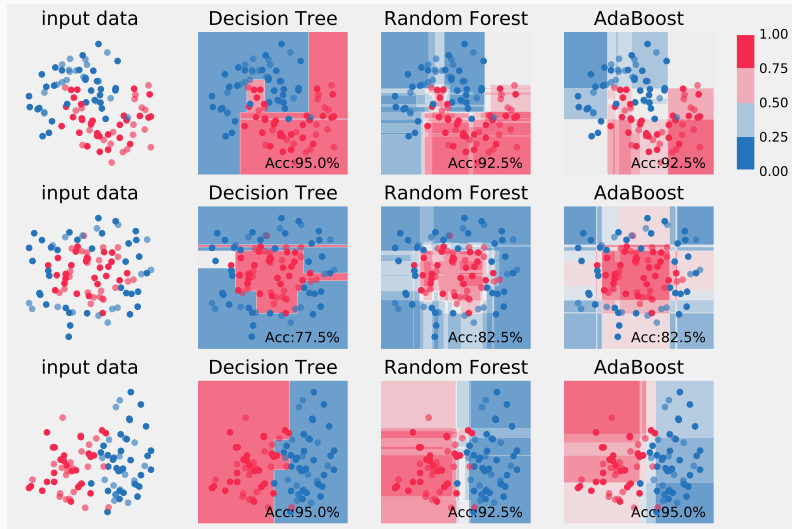 input data Decision Tree Random Forest AdaBoost
1.00
0.75
0.50
0.25
0.00
Acc:95.0% Acc:92.5% Acc:92.5%
input data Decision Tree Random Forest AdaBoost
Acc:77.5% Acc:82.5% Acc:82.5%
input data Decision Tree Random Forest AdaBoost
Acc:95.0% Acc:92.5% Acc:95.0%